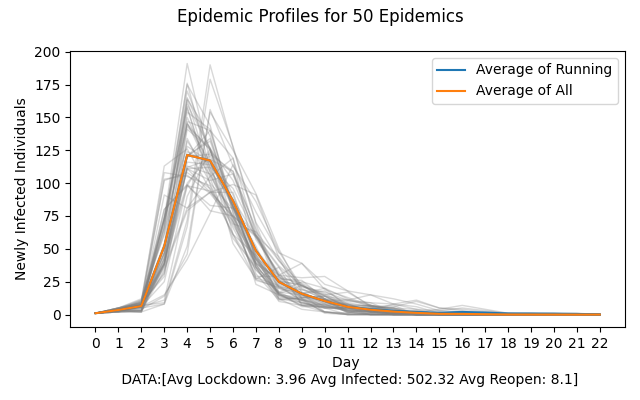 Epidemic Profiles for 50 Epidemics
200
175
150
125
100
75
50
25
0
Newly Infected Individuals
Average of Running
Average of All
0 1 2 3 4 5 6 7 8 9 10 11 12 13 14 15 16 17 18 19 20 21 22
Day
DATA:[Avg Lockdown: 3.96 Avg Infected: 502.32 Avg Reopen: 8.1]